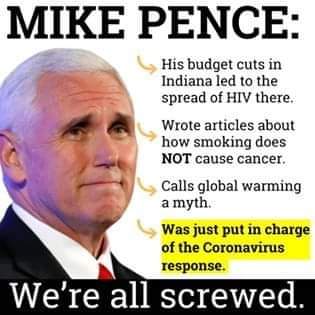 MIKE PENCE:
His budget cuts in
Indiana led to the
spread of HIV there.
Wrote articles about
how smoking does
NOT cause cancer.
Calls global warming
a myth.
Was just put in charge
of the Coronavirus
response.
We're all screwed.